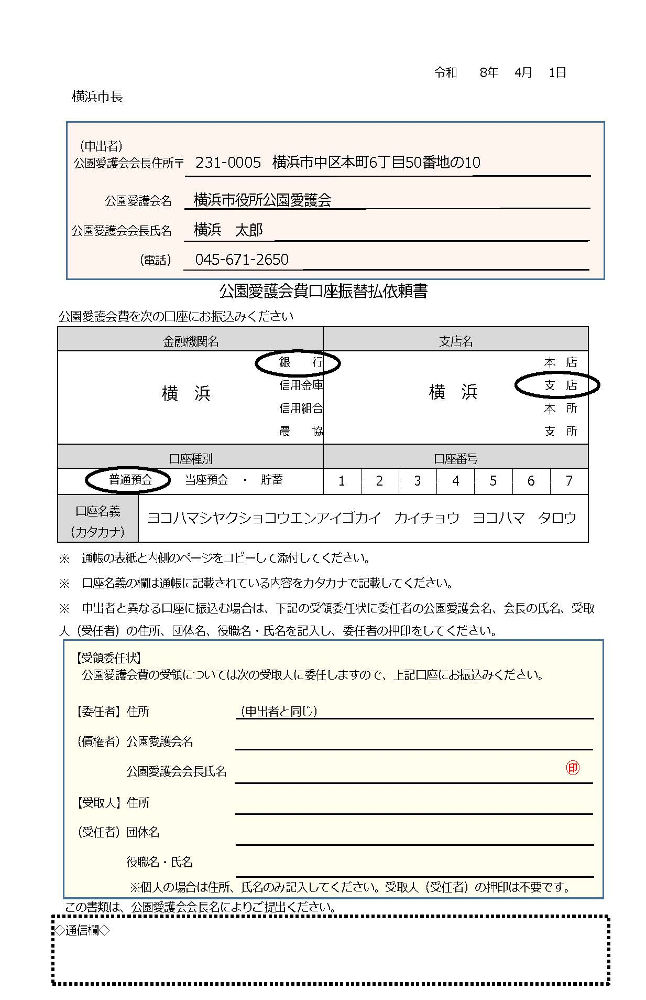 令和　8年　4月　1日
横浜市長
（申出者）
公園愛護会会長住所〒　231-0005　横浜市中区本町6丁目50番地の10
公園愛護会名　横浜市役所公園愛護会
公園愛護会会長氏名　横浜　太郎
（電話）　045-671-2650
公園愛護会費口座振替払依頼書
公園愛護会費を次の口座にお振込みください
金融機関名　支店名
銀　行　本　店
信用金庫　支　店
横　浜　横　浜
信用組合　本　所
農　協　支　所
口座種別　口座番号
普通預金　当座預金　・　貯蓄　1　2　3　4　5　6　7
口座名義
（カタカナ）
ヨコハマシヤクショコウエンアイゴカイ　カイチョウ　ヨコハマ　タロウ
※　通帳の表紙と内側のページをコピーして添付してください。
※　口座名義の欄は通帳に記載されている内容をカタカナで記載してください。
※　申出者と異なる口座に振込む場合は、下記の受領委任状に委任者の公園愛護会名、会長の氏名、受取
人（受任者）の住所、団体名、役職名・氏名を記入し、委任者の押印をしてください。
【受領委任状】
公園愛護会費の受領については次の受取人に委任しますので、上記口座にお振込みください。
【委任者】住所　（申出者と同じ）
（債権者）公園愛護会名
公園愛護会会長氏名　㊞
【受取人】住所
（受任者）団体名
役職名・氏名
※個人の場合は住所、氏名のみ記入してください。受取人（受任者）の押印は不要です。
この書類は、公園愛護会会長名によりご提出ください。
◇通信欄◇